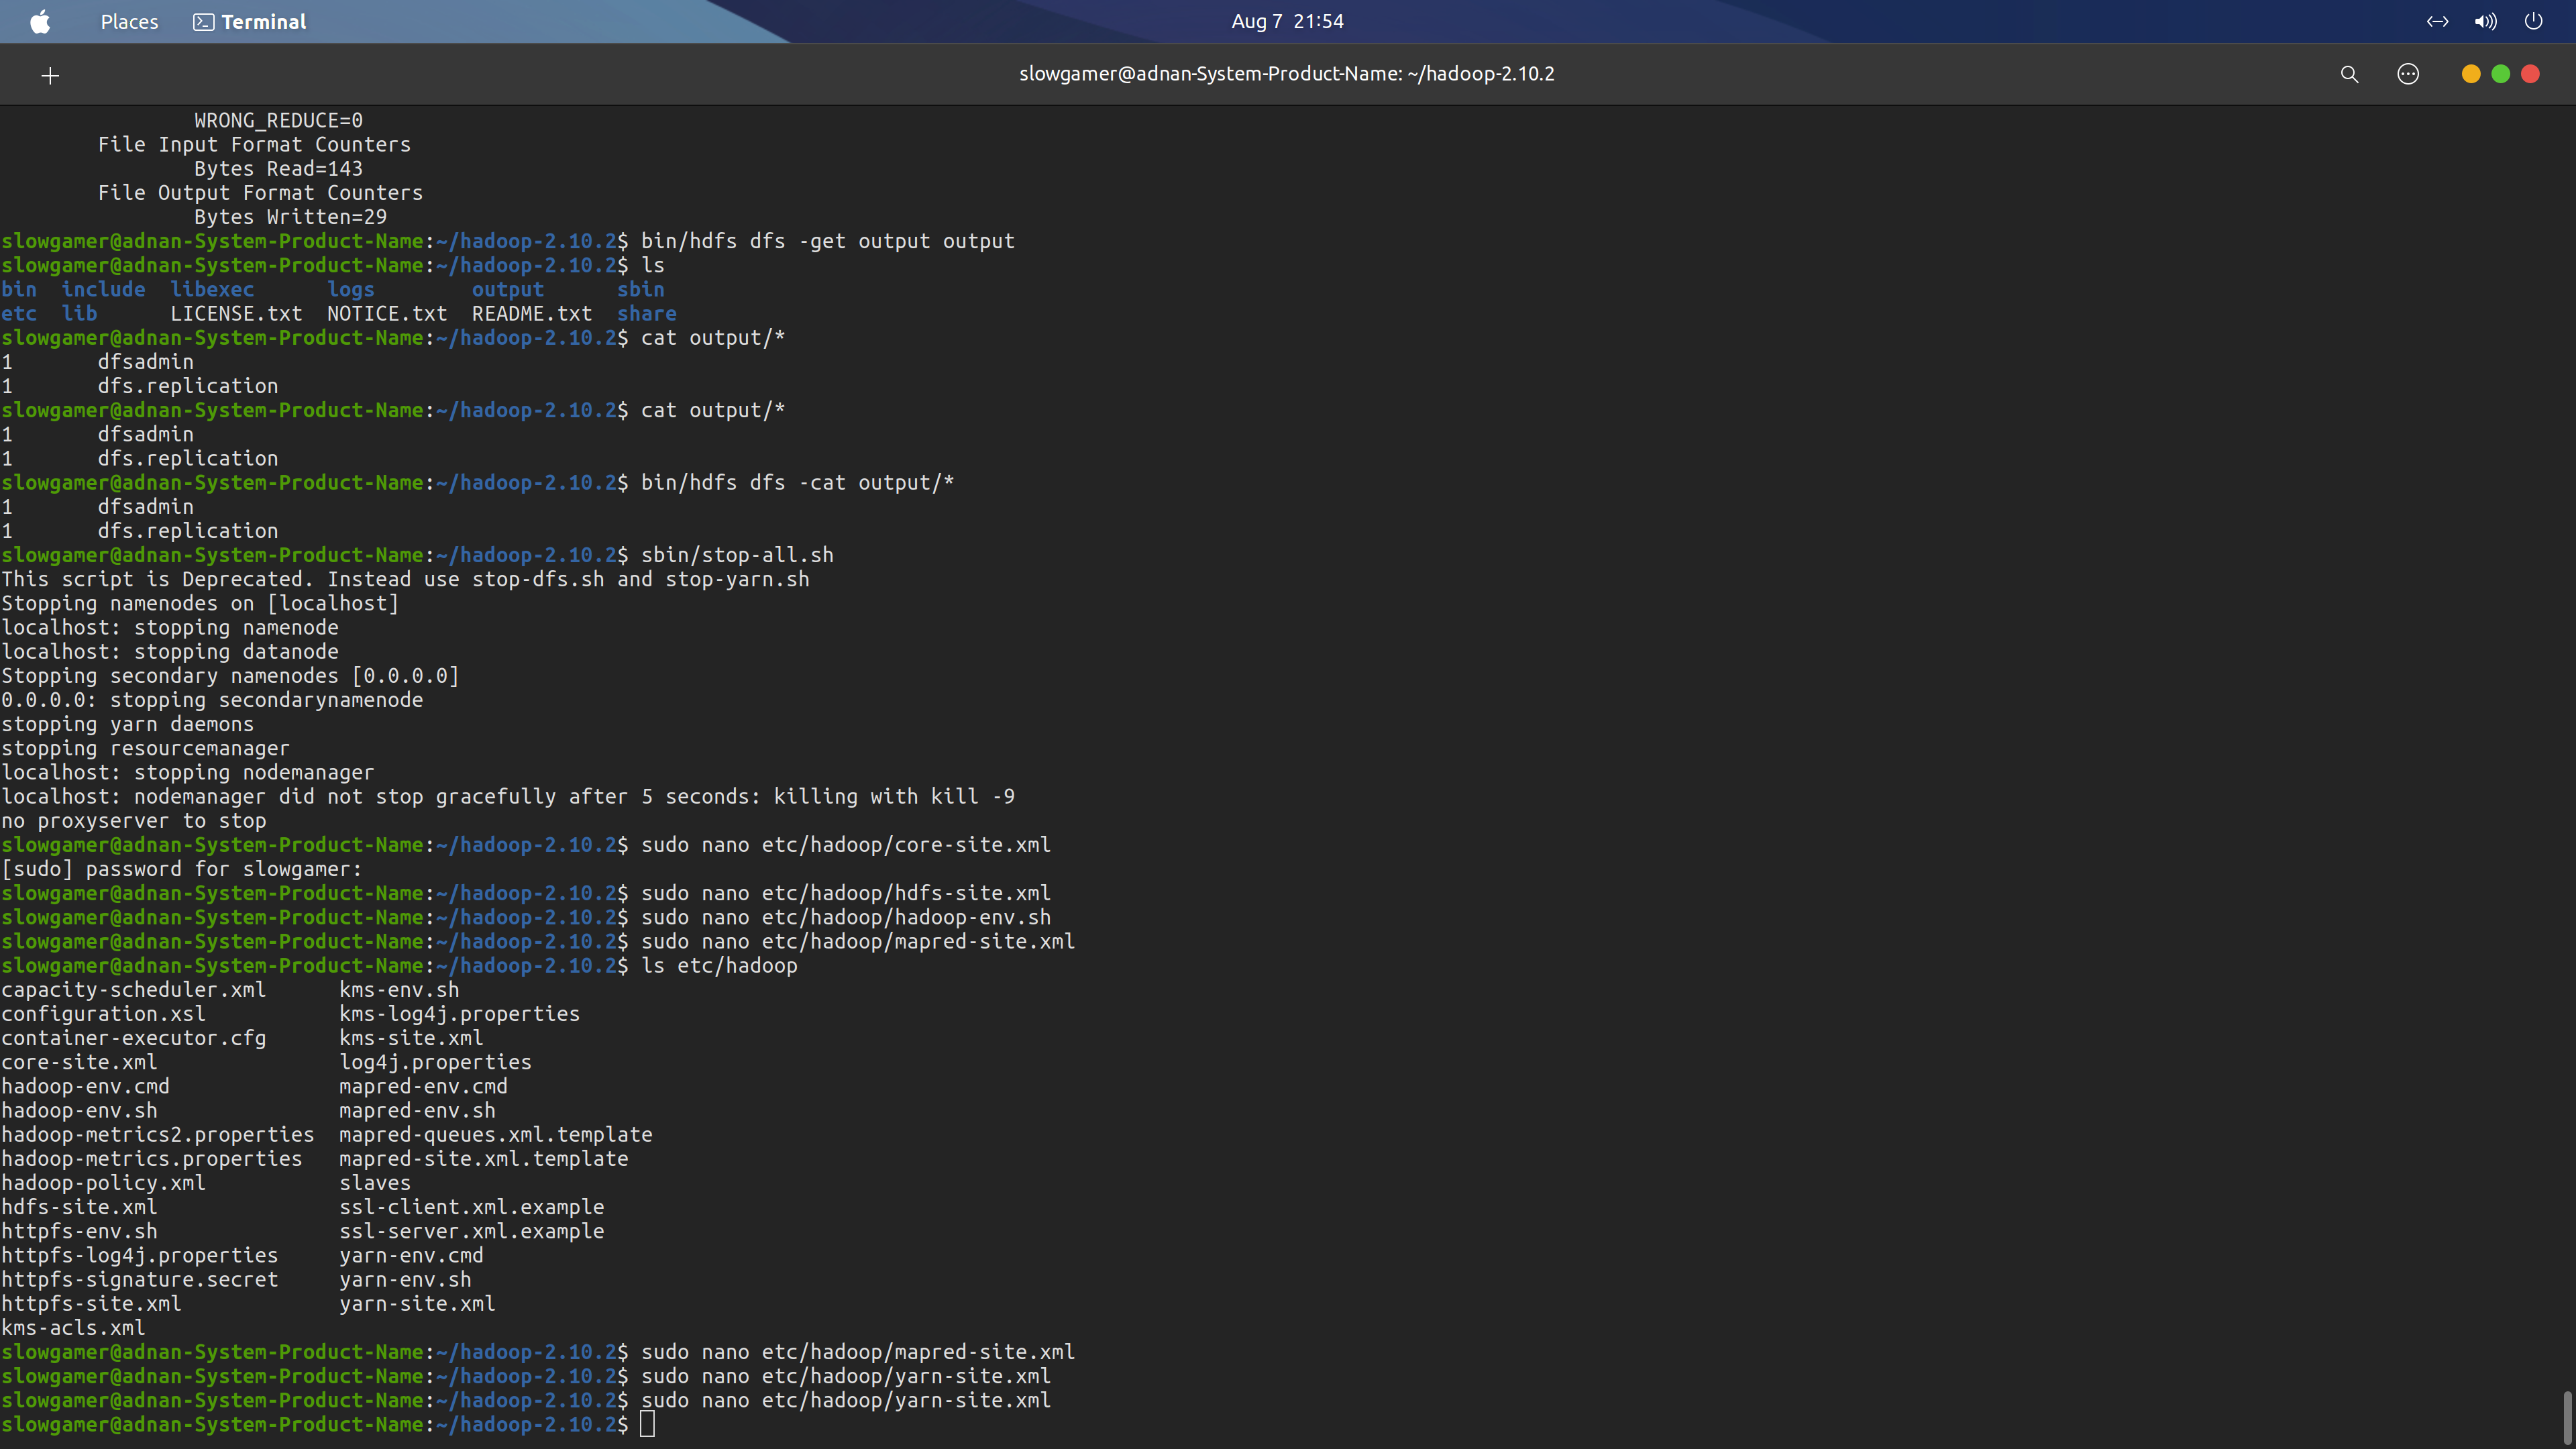 Places Terminal Aug 7 21:54
slowgamer@adnan-System-Product-Name: ~/hadoop-2.10.2
WRONG_REDUCE=0
File Input Format Counters
Bytes Read=143
File Output Format Counters
Bytes Written=29
slowgamer@adnan-System-Product-Name:~/hadoop-2.10.2$ bin/hdfs dfs -get output output
slowgamer@adnan-System-Product-Name:~/hadoop-2.10.2$ ls
bin include libexec logs output sbin
etc lib LICENSE.txt NOTICE.txt README.txt share
slowgamer@adnan-System-Product-Name:~/hadoop-2.10.2$ cat output/*
1 dfsadmin
1 dfs.replication
slowgamer@adnan-System-Product-Name:~/hadoop-2.10.2$ cat output/*
1 dfsadmin
1 dfs.replication
slowgamer@adnan-System-Product-Name:~/hadoop-2.10.2$ bin/hdfs dfs -cat output/*
1 dfsadmin
1 dfs.replication
slowgamer@adnan-System-Product-Name:~/hadoop-2.10.2$ sbin/stop-all.sh
This script is Deprecated. Instead use stop-dfs.sh and stop-yarn.sh
Stopping namenodes on [localhost]
localhost: stopping namenode
localhost: stopping datanode
Stopping secondary namenodes [0.0.0.0]
0.0.0.0: stopping secondarynamenode
stopping yarn daemons
stopping resourcemanager
localhost: stopping nodemanager
localhost: nodemanager did not stop gracefully after 5 seconds: killing with kill -9
no proxyserver to stop
slowgamer@adnan-System-Product-Name:~/hadoop-2.10.2$ sudo nano etc/hadoop/core-site.xml
[sudo] password for slowgamer:
slowgamer@adnan-System-Product-Name:~/hadoop-2.10.2$ sudo nano etc/hadoop/hdfs-site.xml
slowgamer@adnan-System-Product-Name:~/hadoop-2.10.2$ sudo nano etc/hadoop/hadoop-env.sh
slowgamer@adnan-System-Product-Name:~/hadoop-2.10.2$ sudo nano etc/hadoop/mapred-site.xml
slowgamer@adnan-System-Product-Name:~/hadoop-2.10.2$ ls etc/hadoop
capacity-scheduler.xml kms-env.sh
configuration.xsl kms-log4j.properties
container-executor.cfg kms-site.xml
core-site.xml log4j.properties
hadoop-env.cmd mapred-env.cmd
hadoop-env.sh mapred-env.sh
hadoop-metrics2.properties mapred-queues.xml.template
hadoop-metrics.properties mapred-site.xml.template
hadoop-policy.xml slaves
hdfs-site.xml ssl-client.xml.example
httpfs-env.sh ssl-server.xml.example
httpfs-log4j.properties yarn-env.cmd
httpfs-signature.secret yarn-env.sh
httpfs-site.xml yarn-site.xml
kms-acls.xml
slowgamer@adnan-System-Product-Name:~/hadoop-2.10.2$ sudo nano etc/hadoop/mapred-site.xml
slowgamer@adnan-System-Product-Name:~/hadoop-2.10.2$ sudo nano etc/hadoop/yarn-site.xml
slowgamer@adnan-System-Product-Name:~/hadoop-2.10.2$ sudo nano etc/hadoop/yarn-site.xml
slowgamer@adnan-System-Product-Name:~/hadoop-2.10.2$